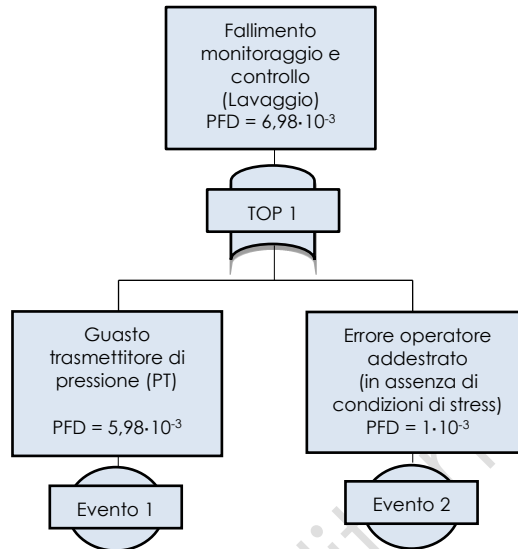 Fallimento
monitoraggio e
controllo
(Lavaggio)
PFD = 6,98·10⁻³
TOP 1
Guasto
trasmettitore di
pressione (PT)
PFD = 5,98·10⁻³
Evento 1
Errore operatore
addestrato
(in assenza di
condizioni di stress)
PFD = 1·10⁻³
Evento 2